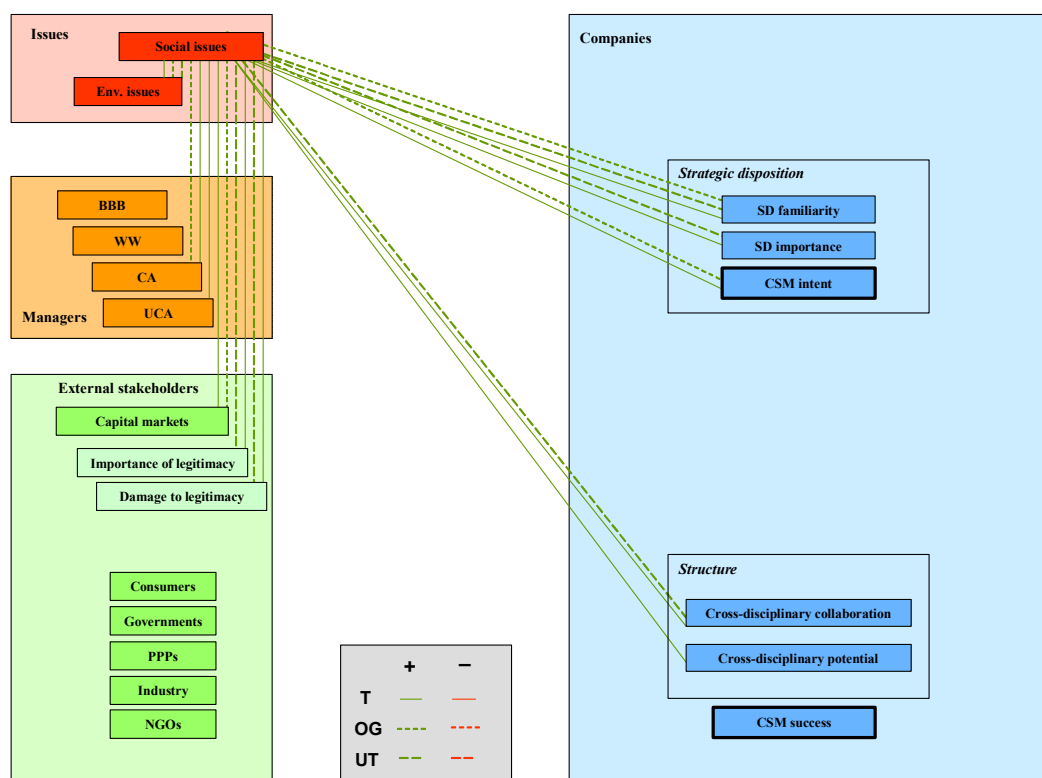 Issues
Social issues
Env. issues
BBB
WW
CA
UCA
Managers
External stakeholders
Capital markets
Importance of legitimacy
Damage to legitimacy
Consumers
Governments
PPPs
Industry
NGOs
+ −
T
OG
UT
Companies
Strategic disposition
SD familiarity
SD importance
CSM intent
Structure
Cross-disciplinary collaboration
Cross-disciplinary potential
CSM success